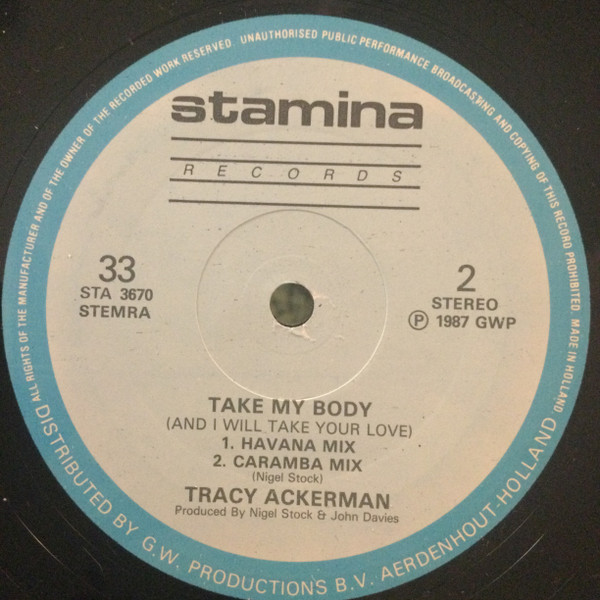 ALL RIGHTS OF THE MANUFACTURER AND OF THE OWNER OF THE RECORDED WORK RESERVED. UNAUTHORISED PUBLIC PERFORMANCE BROADCASTING AND COPYING OF THIS RECORD PROHIBITED. MADE IN HOLLAND
stamina
RECORDS
33
STA 3670
STEMRA
2
STEREO
Ⓟ 1987 GWP
TAKE MY BODY
(AND I WILL TAKE YOUR LOVE)
1. HAVANA MIX
2. CARAMBA MIX
(Nigel Stock)
TRACY ACKERMAN
Produced By Nigel Stock & John Davies
DISTRIBUTED BY G.W. PRODUCTIONS B.V. AERDENHOUT-HOLLAND